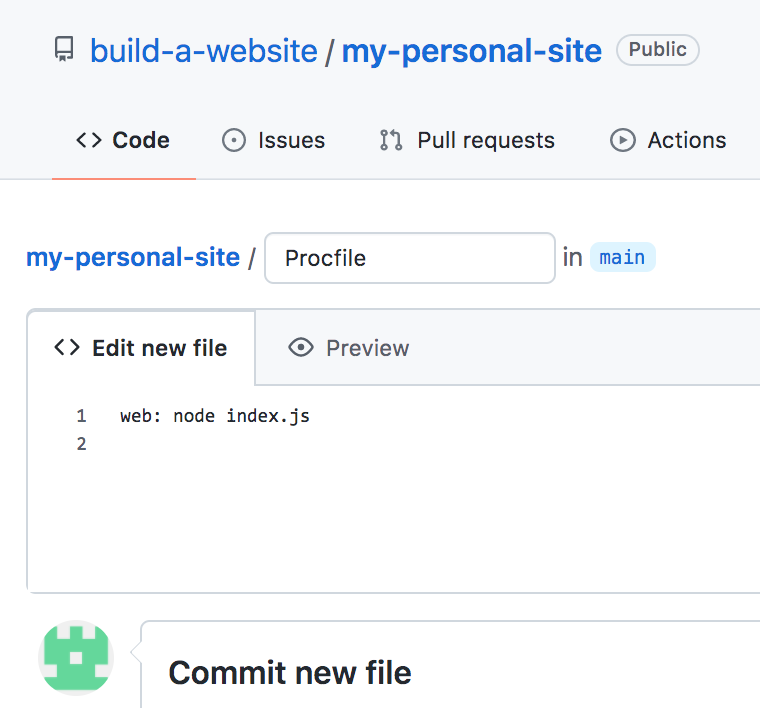 build-a-website / my-personal-site Public
Code Issues Pull requests Actions
my-personal-site / Procfile in main
Edit new file Preview
1 web: node index.js
2
Commit new file